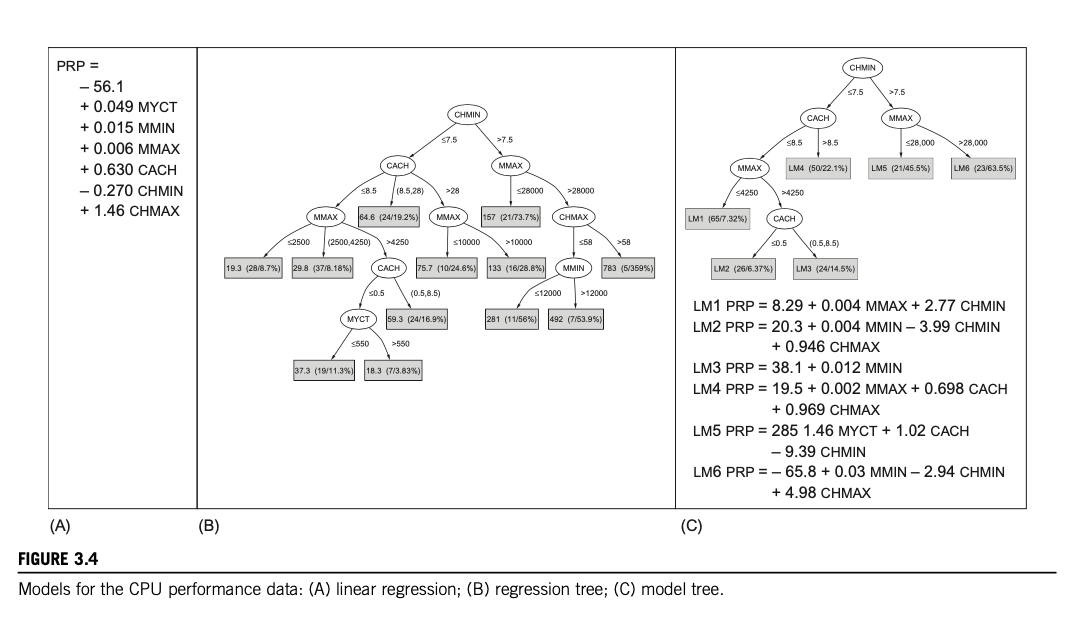 PRP =
– 56.1
+ 0.049 MYCT
+ 0.015 MMIN
+ 0.006 MMAX
+ 0.630 CACH
– 0.270 CHMIN
+ 1.46 CHMAX
CHMIN
≤7.5 >7.5
CACH MMAX
≤8.5 (8.5,28) >28 ≤28000 >28000
MMAX 64.6 (24/19.2%) MMAX 157 (21/73.7%) CHMAX
≤2500 (2500,4250) >4250 ≤10000 >10000 ≤58 >58
19.3 (28/8.7%) 29.8 (37/8.18%) CACH 75.7 (10/24.6%) 133 (16/28.8%) MMIN 783 (5/359%)
≤0.5 (0.5,8.5) ≤12000 >12000
MYCT 59.3 (24/16.9%) 281 (11/56%) 492 (7/53.9%)
≤550 >550
37.3 (19/11.3%) 18.3 (7/3.83%)
CHMIN
≤7.5 >7.5
CACH MMAX
≤8.5 >8.5 ≤28,000 >28,000
MMAX LM4 (50/22.1%) LM5 (21/45.5%) LM6 (23/63.5%)
≤4250 >4250
LM1 (65/7.32%) CACH
≤0.5 (0.5,8.5)
LM2 (26/6.37%) LM3 (24/14.5%)
LM1 PRP = 8.29 + 0.004 MMAX + 2.77 CHMIN
LM2 PRP = 20.3 + 0.004 MMIN – 3.99 CHMIN
+ 0.946 CHMAX
LM3 PRP = 38.1 + 0.012 MMIN
LM4 PRP = 19.5 + 0.002 MMAX + 0.698 CACH
+ 0.969 CHMAX
LM5 PRP = 285 1.46 MYCT + 1.02 CACH
– 9.39 CHMIN
LM6 PRP = – 65.8 + 0.03 MMIN – 2.94 CHMIN
+ 4.98 CHMAX
(A) (B) (C)
FIGURE 3.4
Models for the CPU performance data: (A) linear regression; (B) regression tree; (C) model tree.